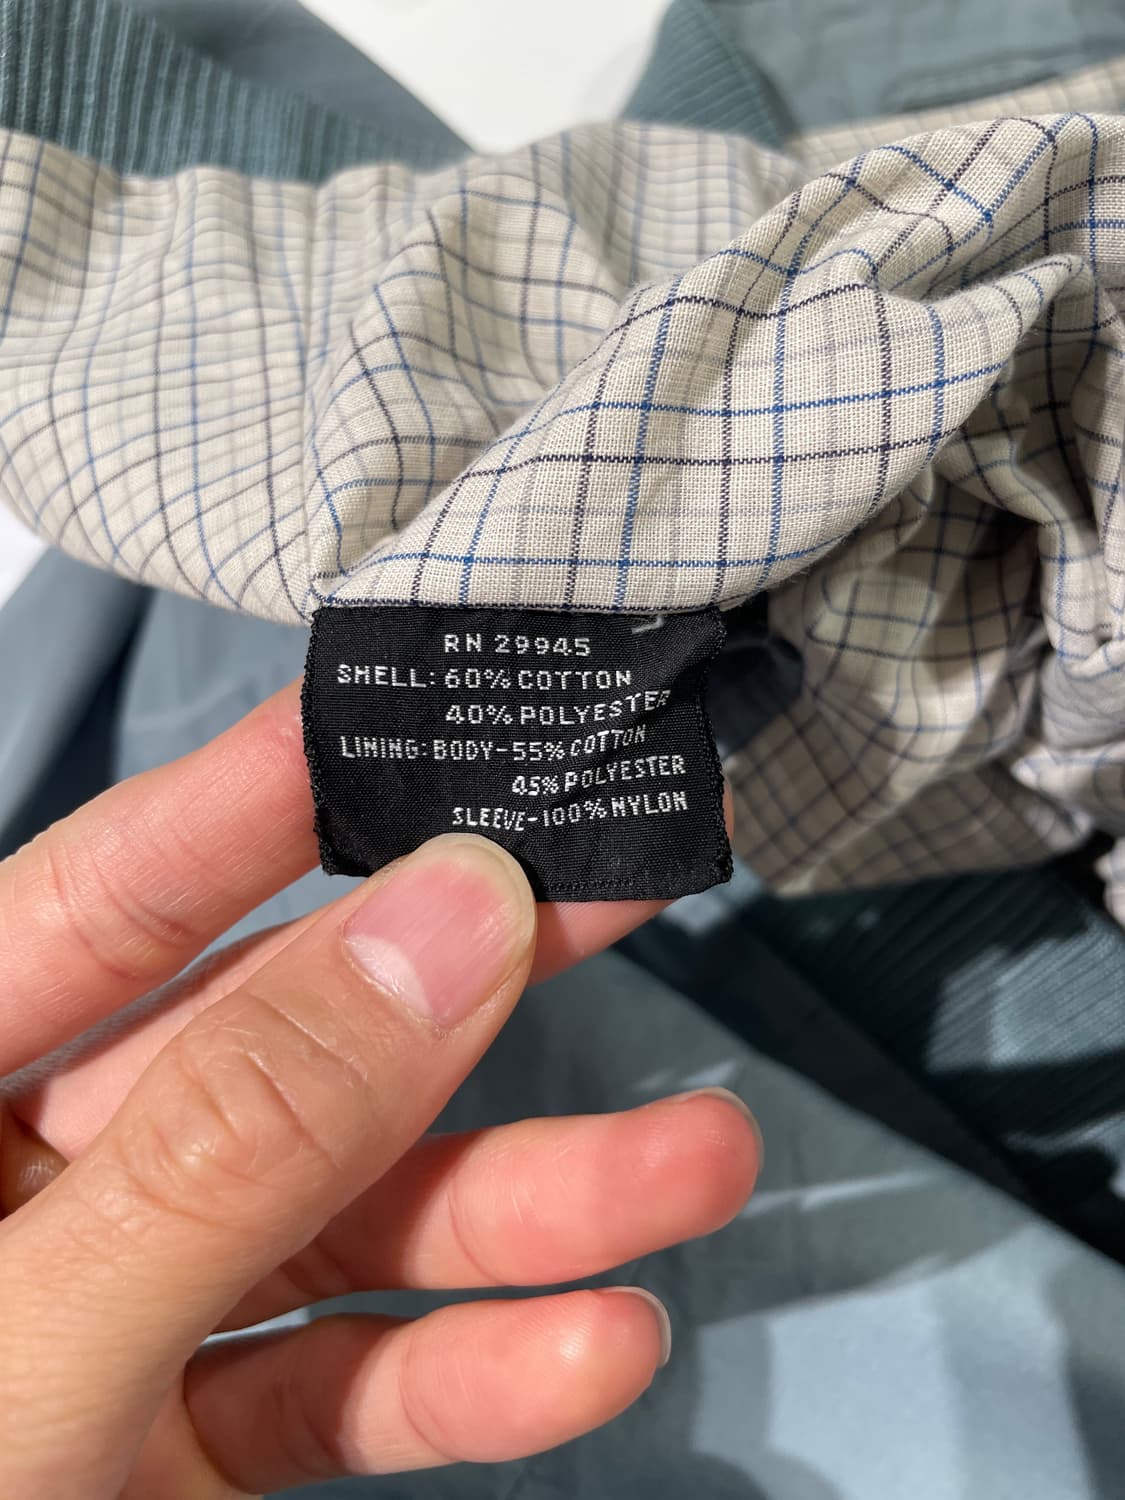 RN 29945
SHELL: 60% COTTON
40% POLYESTER
LINING: BODY-55% COTTON
45% POLYESTER
SLEEVE-100% NYLON